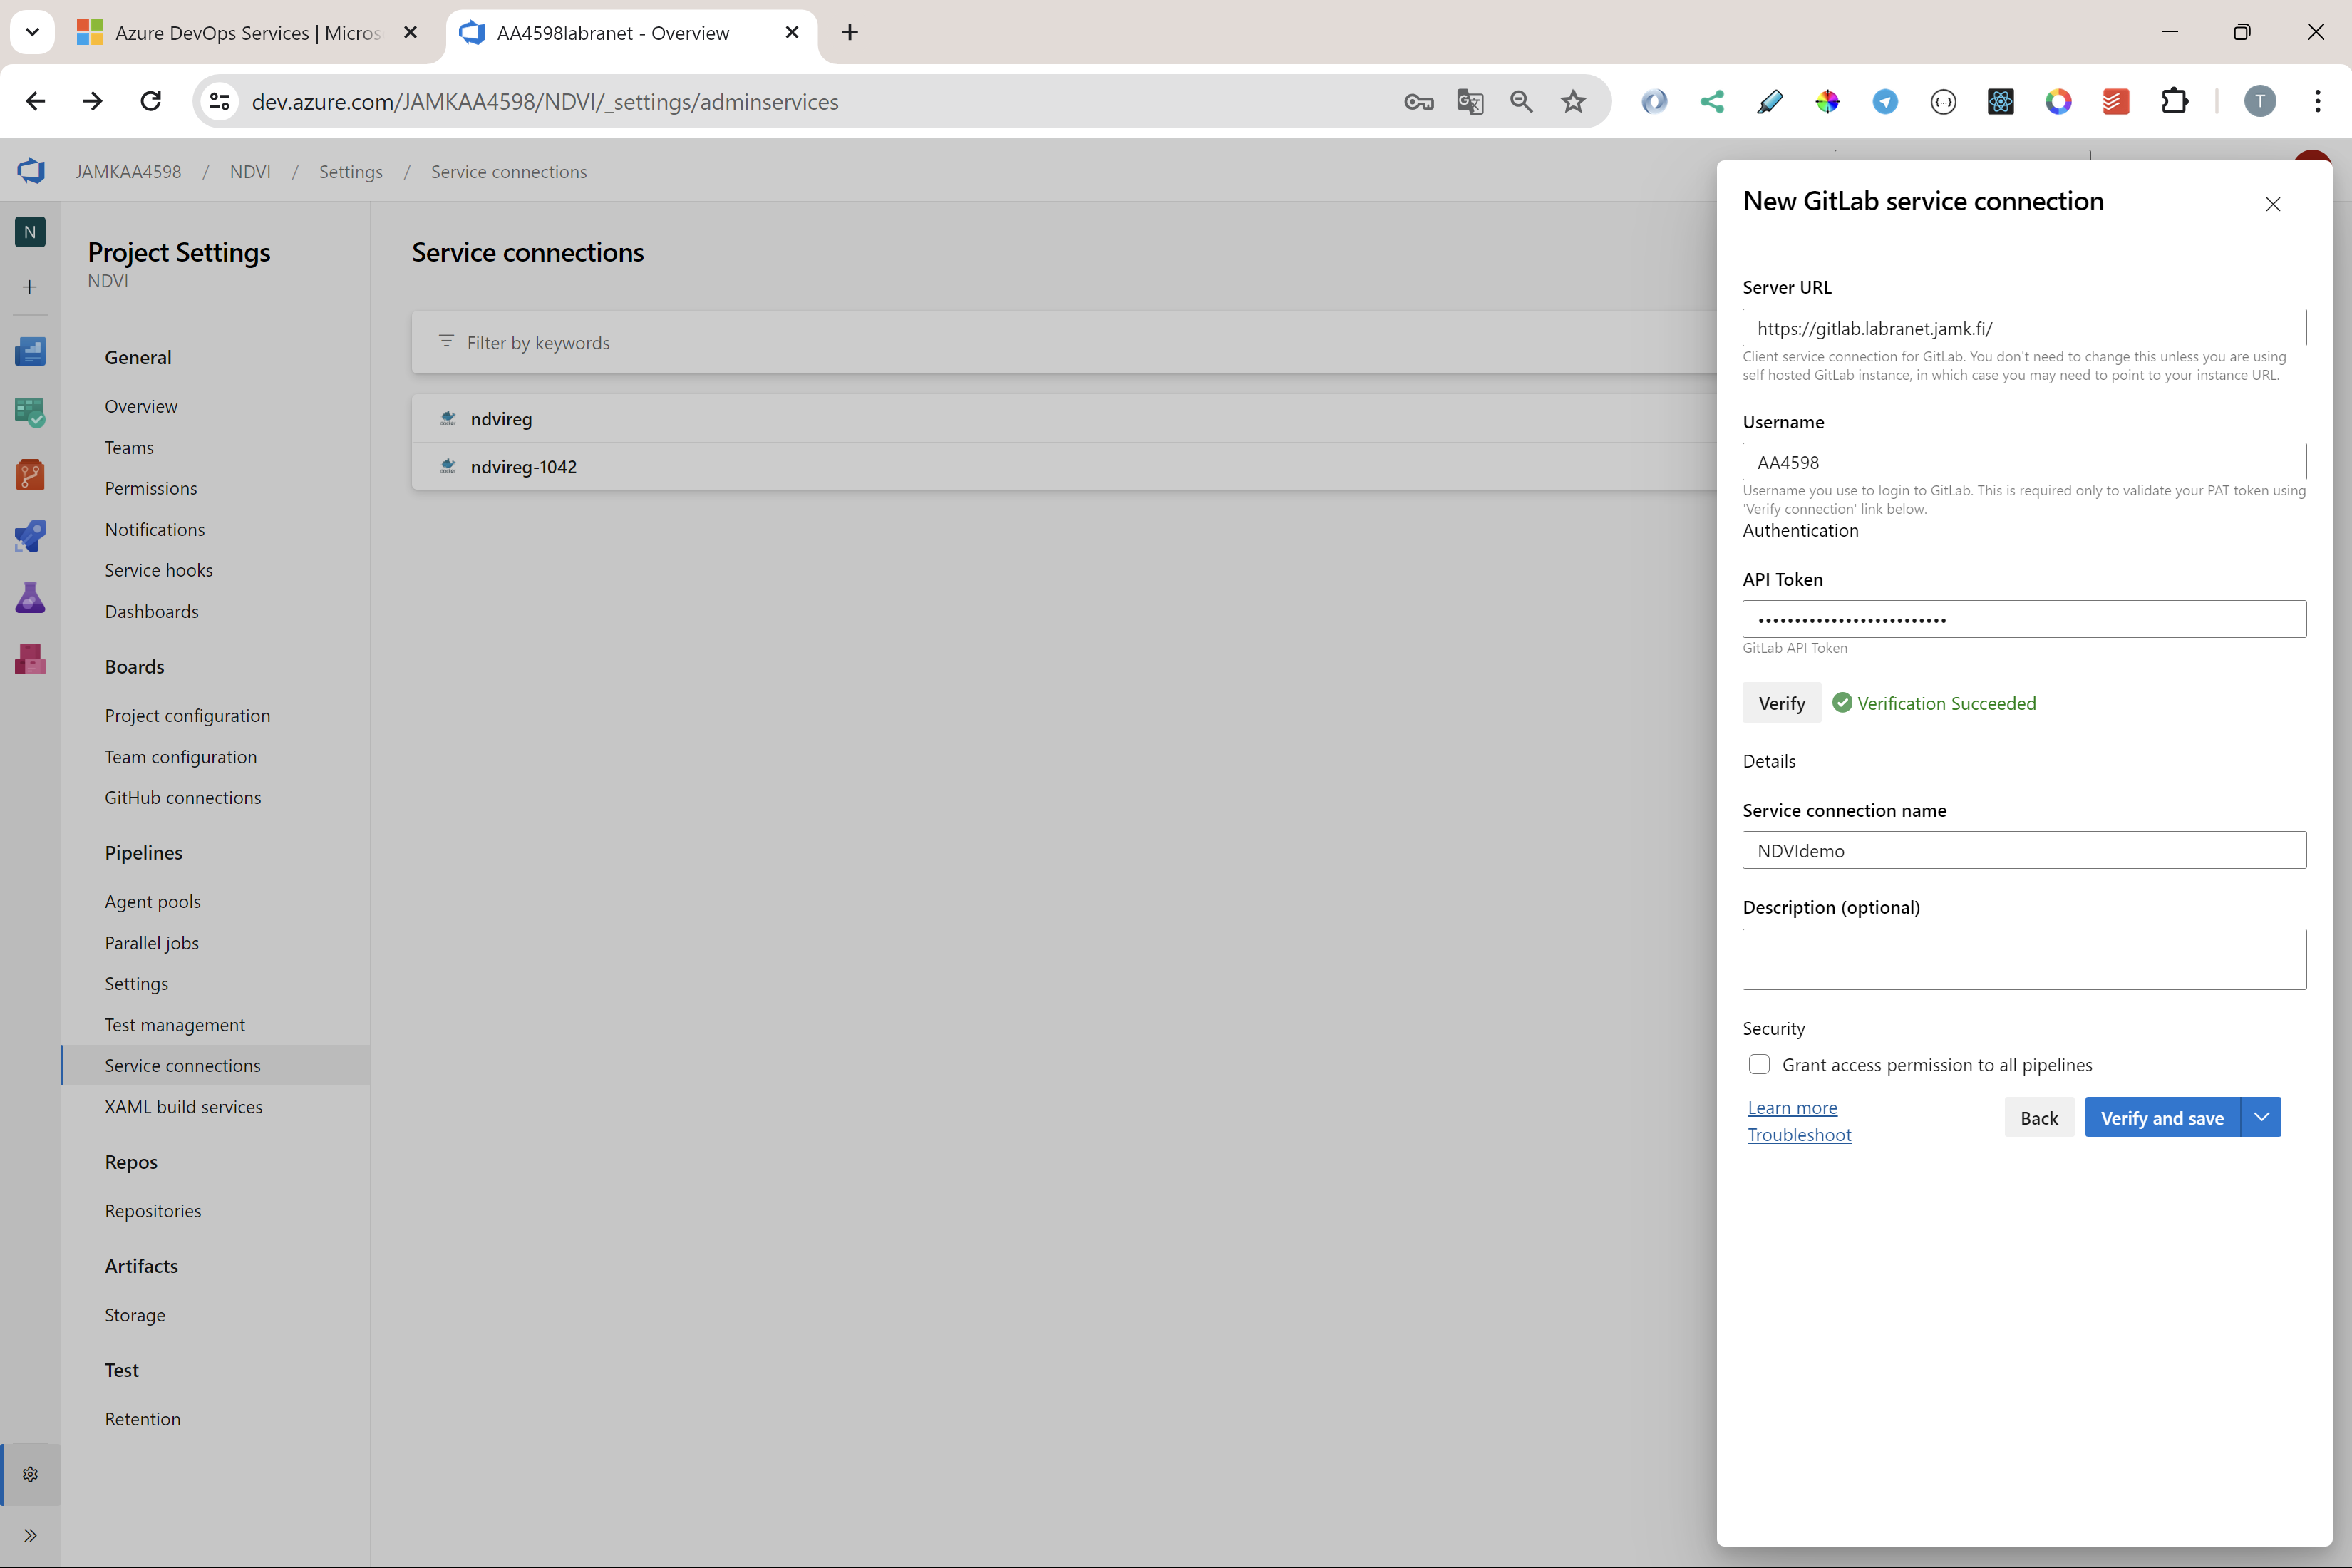 Azure DevOps Services | Micros
AA4598labranet - Overview
dev.azure.com/JAMKAA4598/NDVI/_settings/adminservices
T
JAMKAA4598 / NDVI / Settings / Service connections
N
Project Settings
NDVI
General
Overview
Teams
Permissions
Notifications
Service hooks
Dashboards
Boards
Project configuration
Team configuration
GitHub connections
Pipelines
Agent pools
Parallel jobs
Settings
Test management
Service connections
XAML build services
Repos
Repositories
Artifacts
Storage
Test
Retention
Service connections
Filter by keywords
docker ndvireg
docker ndvireg-1042
New GitLab service connection
Server URL
https://gitlab.labranet.jamk.fi/
Client service connection for GitLab. You don't need to change this unless you are using
self hosted GitLab instance, in which case you may need to point to your instance URL.
Username
AA4598
Username you use to login to GitLab. This is required only to validate your PAT token using
'Verify connection' link below.
Authentication
API Token
••••••••••••••••••••••••••
GitLab API Token
Verify Verification Succeeded
Details
Service connection name
NDVIdemo
Description (optional)
Security
Grant access permission to all pipelines
Learn more
Troubleshoot
Back Verify and save